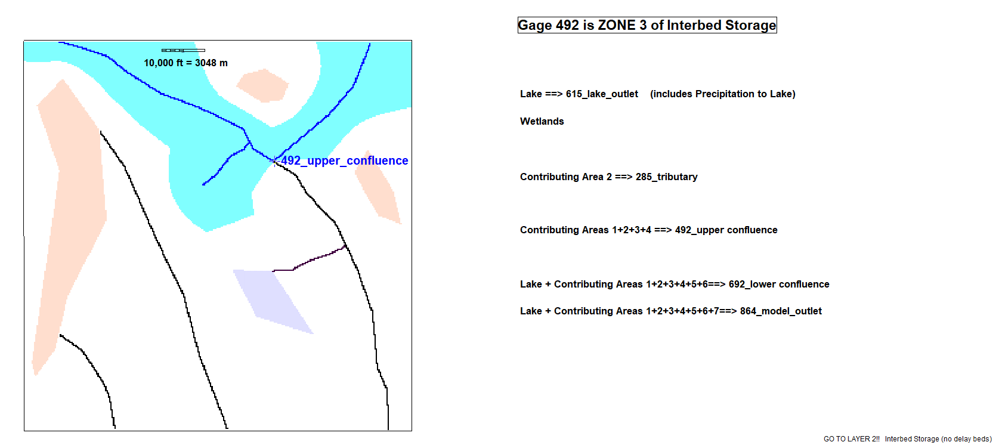 Gage 492 is ZONE 3 of Interbed Storage
10,000 ft = 3048 m
492_upper_confluence
Lake ==> 615_lake_outlet (includes Precipitation to Lake)
Wetlands
Contributing Area 2 ==> 285_tributary
Contributing Areas 1+2+3+4 ==> 492_upper confluence
Lake + Contributing Areas 1+2+3+4+5+6==> 692_lower confluence
Lake + Contributing Areas 1+2+3+4+5+6+7==> 864_model_outlet
GO TO LAYER 2!! Interbed Storage (no delay beds)